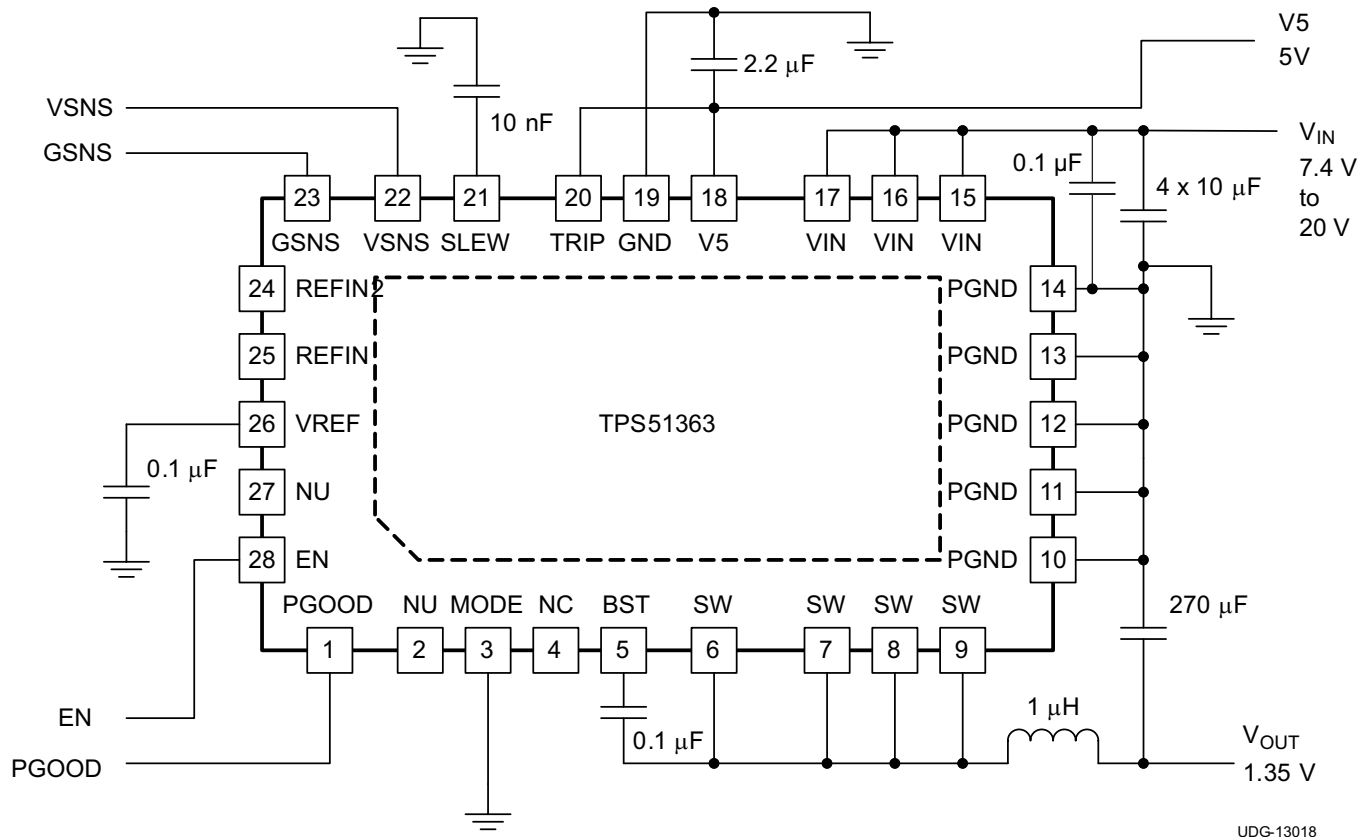 V5
5V
2.2 μF
VSNS
10 nF
GSNS
VIN
0.1 μF
7.4 V
4 x 10 μF
to
20 V
23
22
21
20
19
18
17
16
15
GSNS
VSNS
SLEW
TRIP
GND
V5
VIN
VIN
VIN
24
REFIN2
PGND
14
25
REFIN
PGND
13
26
VREF
TPS51363
PGND
12
0.1 μF
27
NU
PGND
11
28
EN
PGND
10
PGOOD
NU
MODE
NC
BST
SW
SW
SW
SW
270 μF
1
2
3
4
5
6
7
8
9
1 μH
EN
0.1 μF
VOUT
PGOOD
1.35 V
UDG-13018